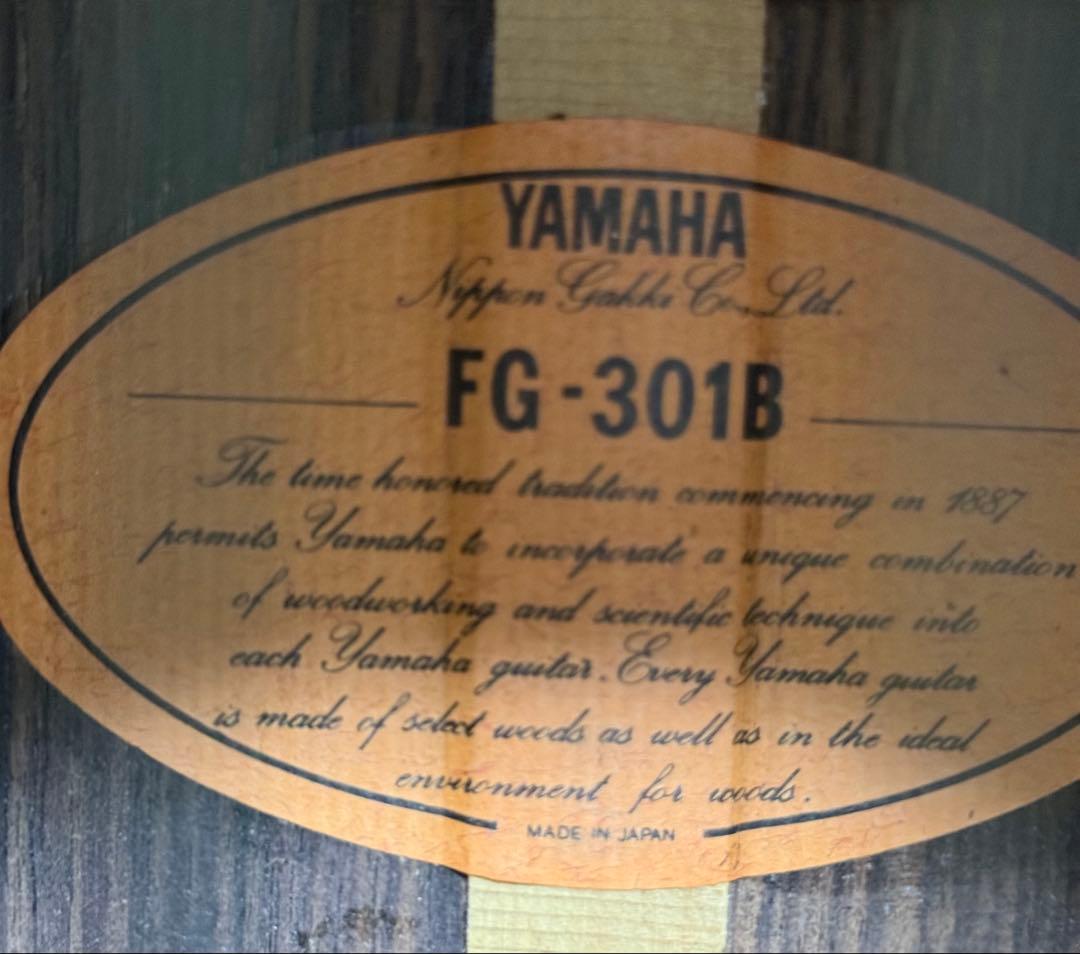 YAMAHA
Nippon Gakki Co., Ltd.
FG-301B
The time honored tradition commencing in 1887
permits Yamaha to incorporate a unique combination
of woodworking and scientific technique into
each Yamaha guitar. Every Yamaha guitar
is made of select woods as well as in the ideal
environment for woods.
MADE IN JAPAN